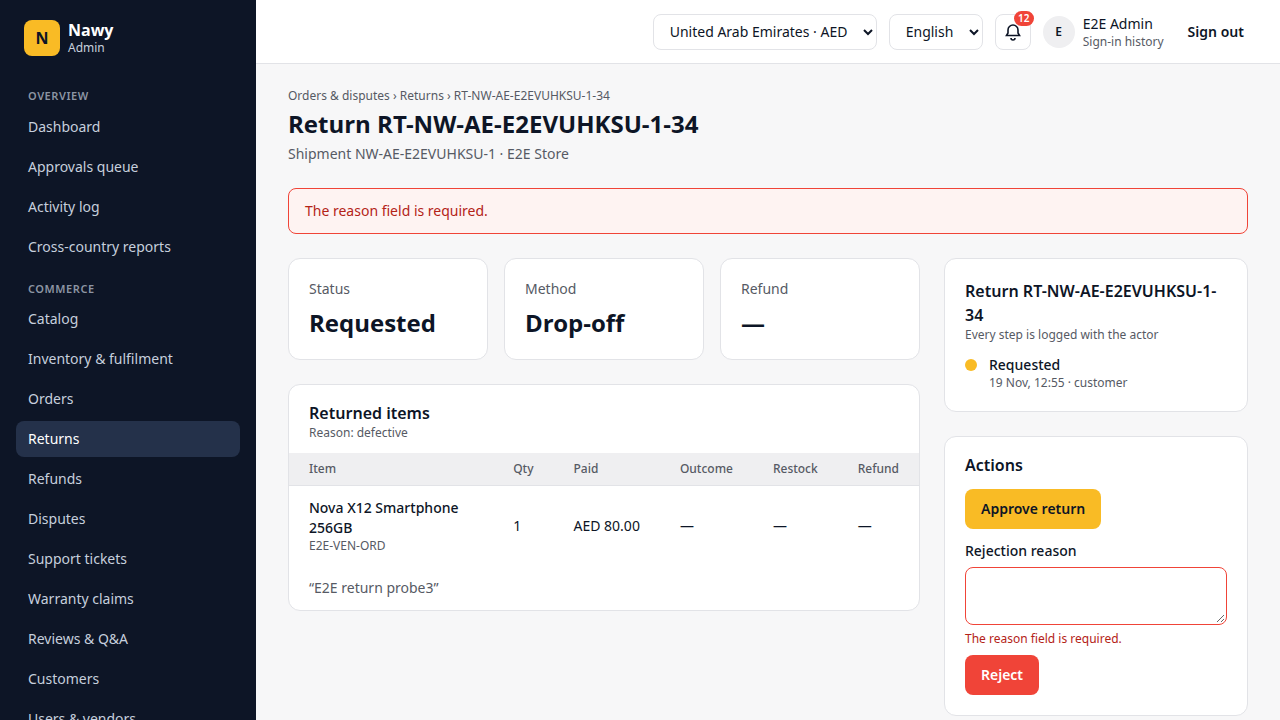 N
Nawy
Admin
OVERVIEW
Dashboard
Approvals queue
Activity log
Cross-country reports
COMMERCE
Catalog
Inventory & fulfilment
Orders
Returns
Refunds
Disputes
Support tickets
Warranty claims
Reviews & Q&A
Customers
Users & vendors
United Arab Emirates · AED
English
12
E
E2E Admin
Sign-in history
Sign out
Orders & disputes › Returns › RT-NW-AE-E2EVUHKSU-1-34
Return RT-NW-AE-E2EVUHKSU-1-34
Shipment NW-AE-E2EVUHKSU-1 · E2E Store
The reason field is required.
Status
Requested
Method
Drop-off
Refund
—
Returned items
Reason: defective
Item Qty Paid Outcome Restock Refund
Nova X12 Smartphone
256GB
E2E-VEN-ORD
1 AED 80.00 — — —
“E2E return probe3”
Return RT-NW-AE-E2EVUHKSU-1-
34
Every step is logged with the actor
Requested
19 Nov, 12:55 · customer
Actions
Approve return
Rejection reason
The reason field is required.
Reject